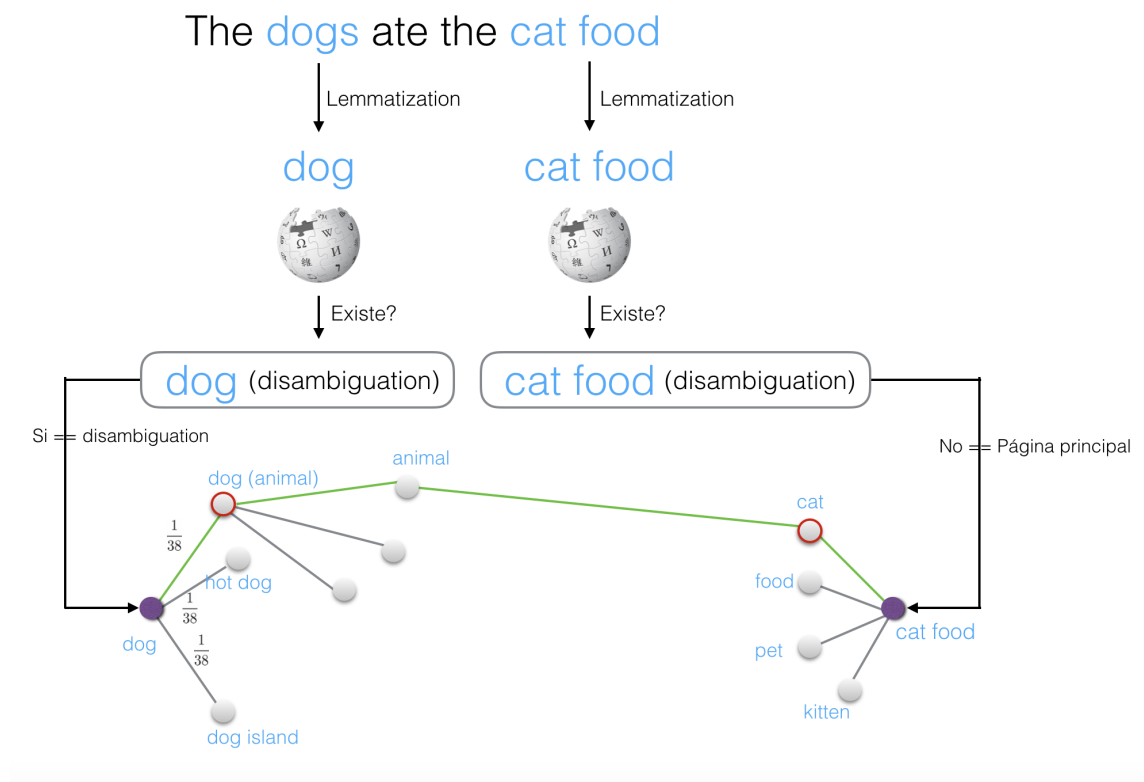 The dogs ate the cat food
Lemmatization
Lemmatization
dog
cat food
Existe?
Existe?
dog (disambiguation)
cat food (disambiguation)
Si == disambiguation
No == Página principal
animal
dog (animal)
cat
1/38
hot dog
food
1/38
dog
cat food
1/38
pet
kitten
dog island